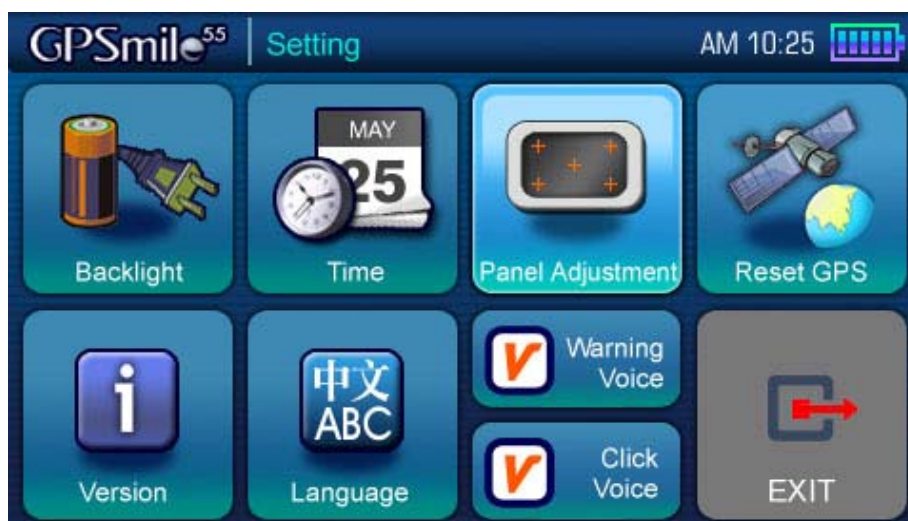 GPSmile55 Setting AM 10:25
MAY
25
Backlight
Time
Panel Adjustment
Reset GPS
i
中文
ABC
V
Warning
Voice
V
Click
Voice
Version
Language
EXIT